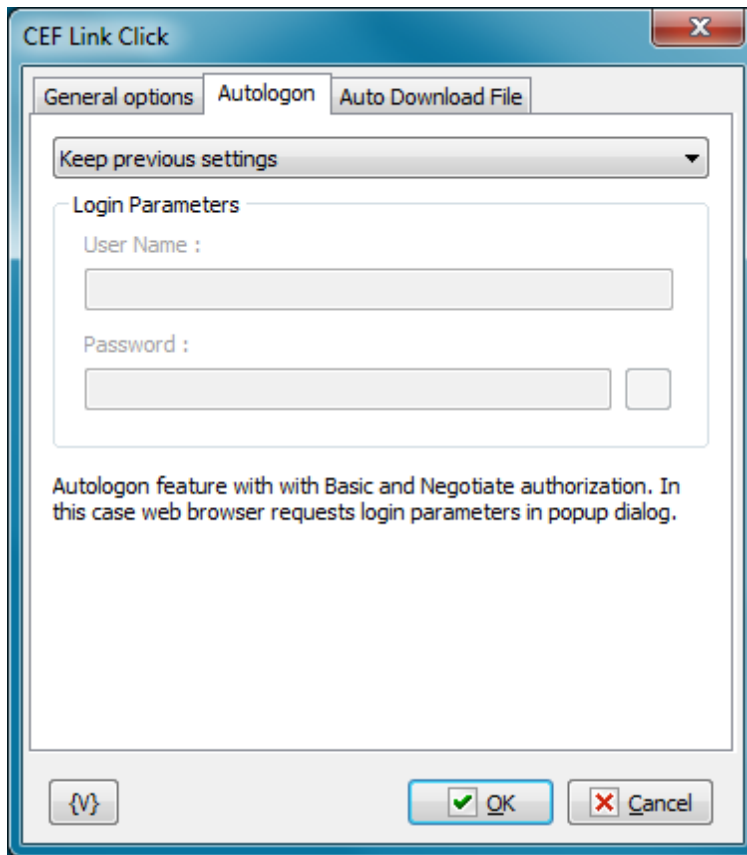 CEF Link Click
General options Autologon Auto Download File
Keep previous settings
Login Parameters
User Name :
Password :
Autologon feature with with Basic and Negotiate authorization. In
this case web browser requests login parameters in popup dialog.
{V} OK Cancel